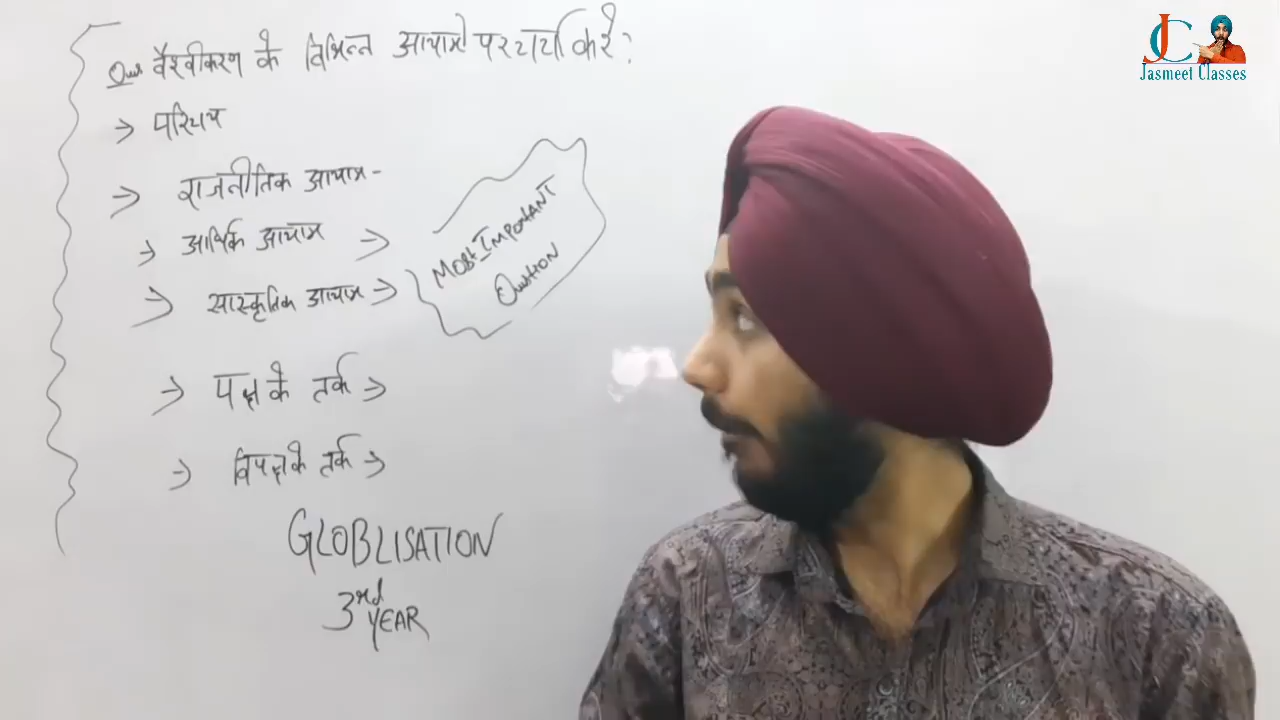 Ques वैश्वीकरण के विभिन्न आयामो पर चर्चा करे?
→ परिचय
→ राजनीतिक आयाम -
→ आर्थिक आयाम →
→ सांस्कृतिक आयाम →
MOST IMPORTANT
Question
→ पक्ष के तर्क →
→ विपक्ष के तर्क →
GLOBLISATION
3rd YEAR
JC
Jasmeet Classes